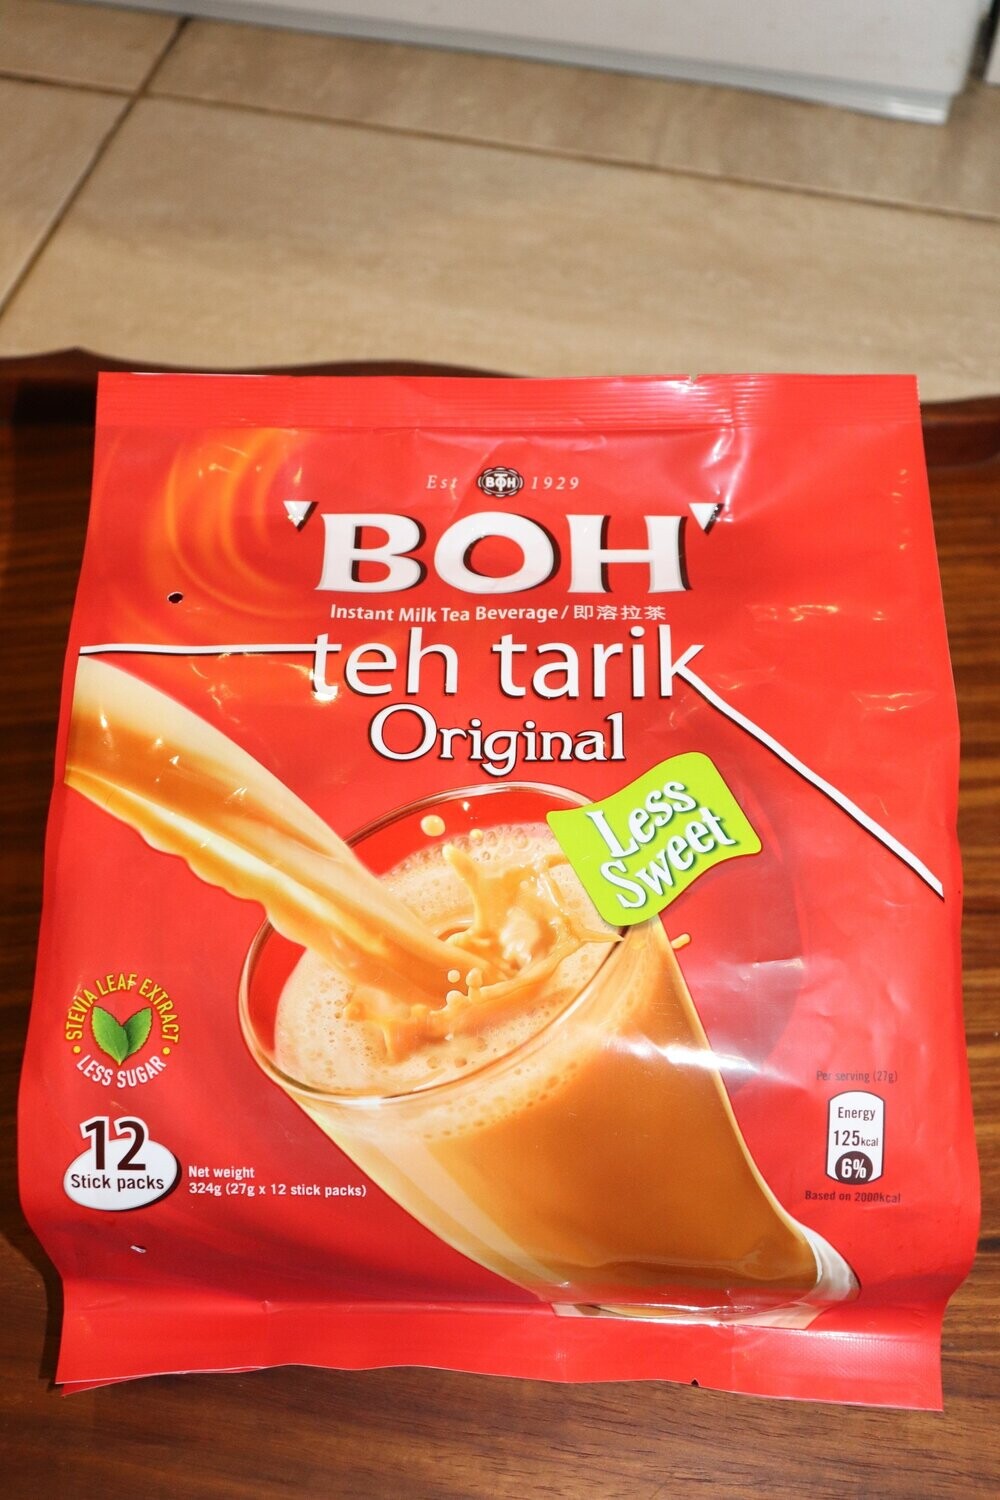 Est BOH 1929
'BOH'
Instant Milk Tea Beverage / 即溶拉茶
teh tarik
Original
Less
Sweet
STEVIA LEAF EXTRACT
LESS SUGAR
12
Stick packs
Net weight
324g (27g x 12 stick packs)
Per serving (27g)
Energy
125kcal
6%
Based on 2000kcal